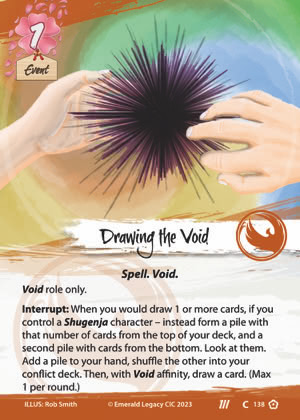 1
Event
Drawing the Void
Spell. Void.
Void role only.
Interrupt: When you would draw 1 or more cards, if you
control a Shugenja character – instead form a pile with
that number of cards from the top of your deck, and a
second pile with cards from the bottom. Look at them.
Add a pile to your hand, shuffle the other into your
conflict deck. Then, with Void affinity, draw a card. (Max
1 per round.)
ILLUS: Rob Smith
© Emerald Legacy CIC 2023
C 138